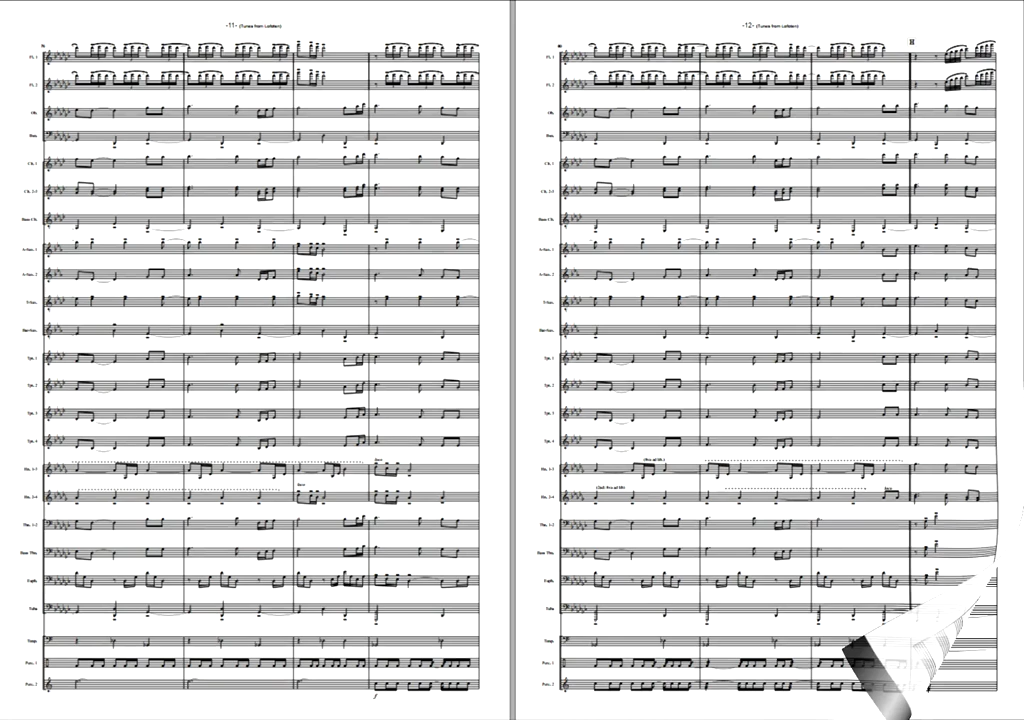 -11- (Tunes from Lofoten)
Fl. 1
Fl. 2
Ob.
Bsn.
Cl. 1
Cl. 2-3
Bass Cl.
A-Sax. 1
A-Sax. 2
T-Sax.
Bari-Sax.
Tpt. 1
Tpt. 2
Tpt. 3
Tpt. 4
Hn. 1-3
Hn. 2-4
Tbn. 1-2
Bass Tbn.
Euph.
Tuba
Timp.
Perc. 1
Perc. 2
f
-12- (Tunes from Lofoten)
H
Fl. 1
Fl. 2
Ob.
Bsn.
Cl. 1
Cl. 2-3
Bass Cl.
A-Sax. 1
A-Sax. 2
T-Sax.
Bari-Sax.
Tpt. 1
Tpt. 2
Tpt. 3
Tpt. 4
(8va ad lib.)
Hn. 1-3
Hn. 2-4
Tbn. 1-2
Bass Tbn.
Euph.
Tuba
Timp.
Perc. 1
Perc. 2